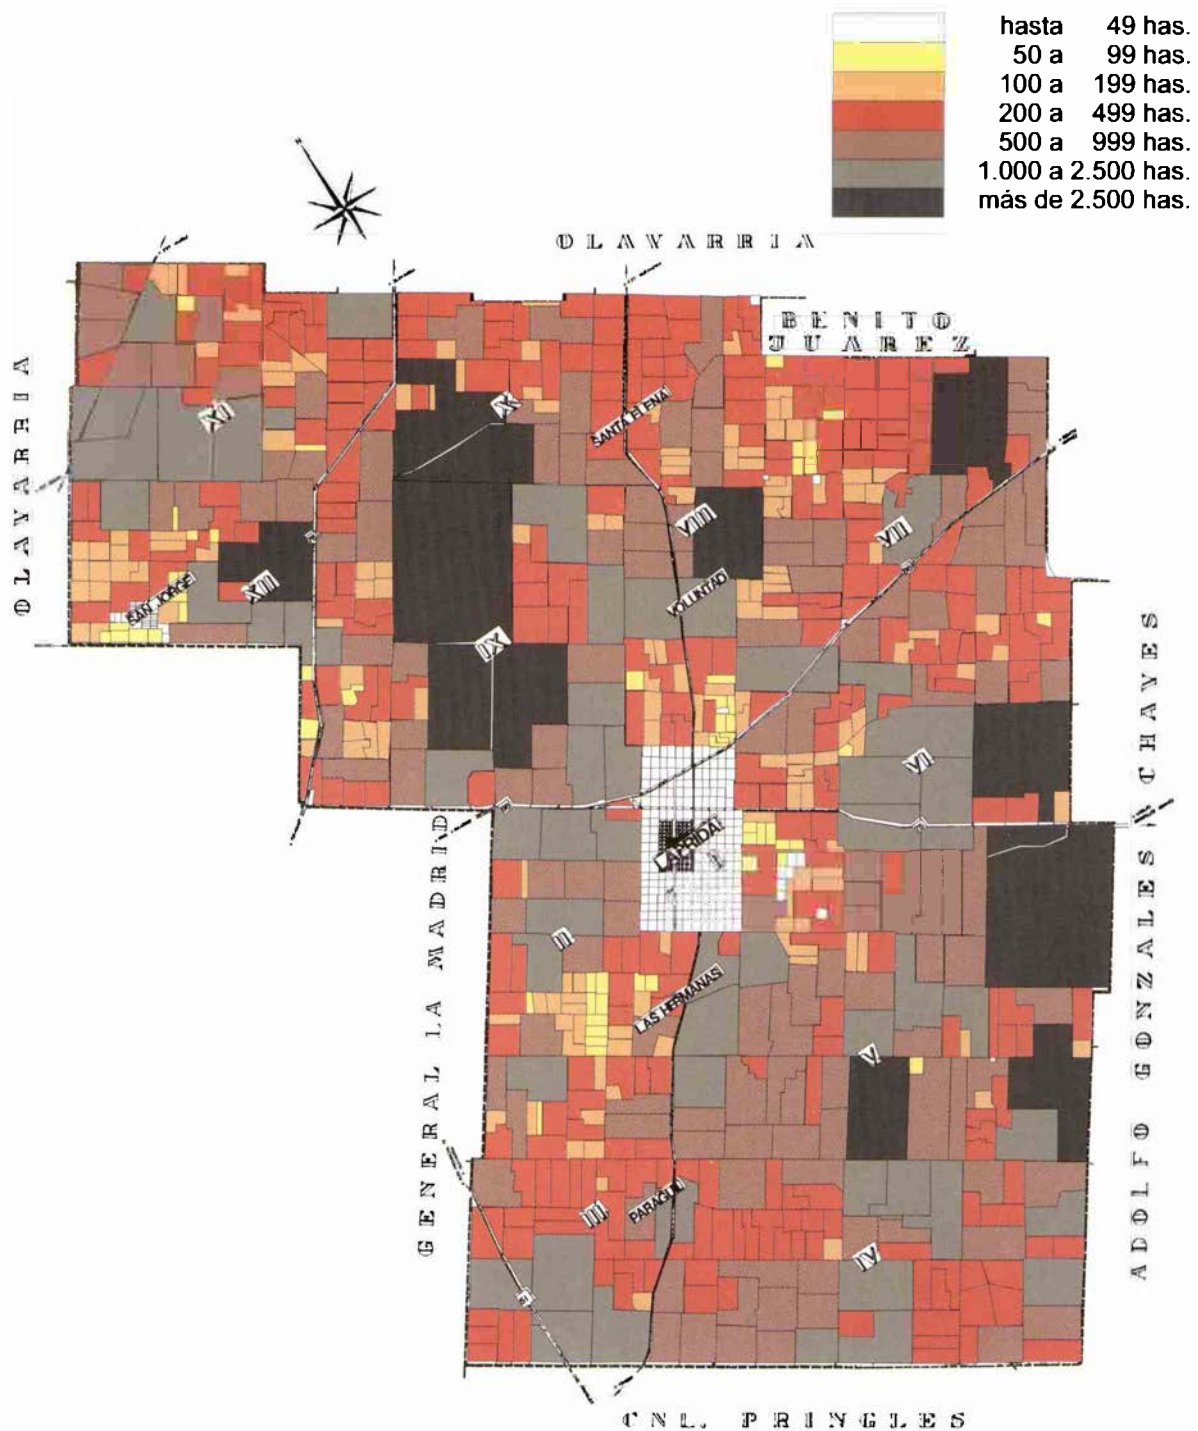 hasta 49 has.
50 a 99 has.
100 a 199 has.
200 a 499 has.
500 a 999 has.
1.000 a 2.500 has.
más de 2.500 has.
OLAVARRIA
BENITO
JUAREZ
OLAVARRIA
XI
X
SANTA ELENA
VIII
VII
XII
SAN JORGE
VOLUNTAD
IX
VI
LAPRIDA
I
II
LAS HERMANAS
V
III
PARAGUIL
IV
GENERAL LA MADRID
ADOLFO GONZALES CHAVES
CNL. PRINGLES